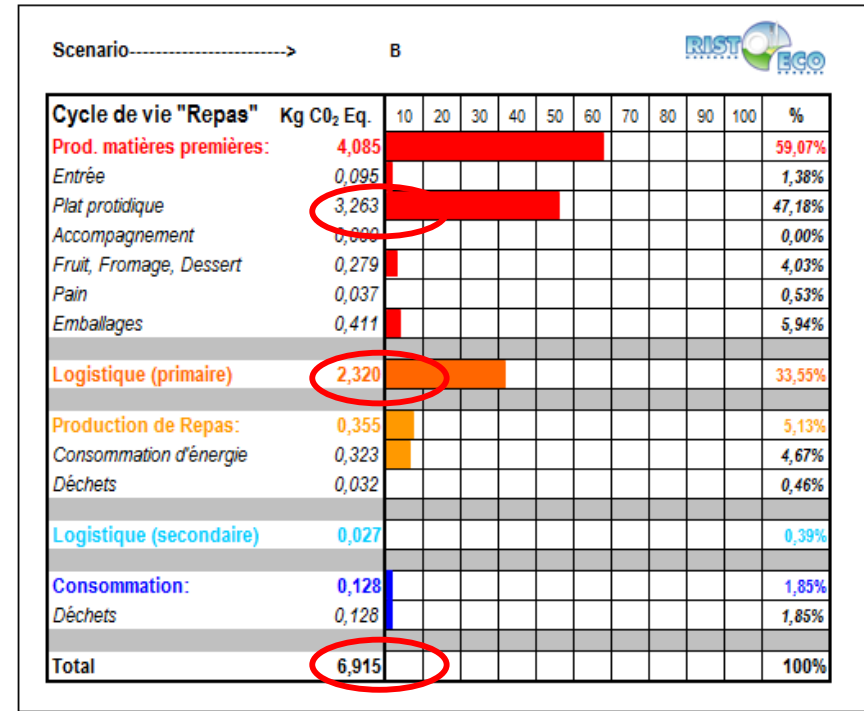 Scenario------------------------> B
RISTO ECO
Cycle de vie "Repas" Kg C0₂ Eq. 10 20 30 40 50 60 70 80 90 100 %
Prod. matières premières: 4,085 59,07%
Entrée 0,095 1,38%
Plat protidique 3,263 47,18%
Accompagnement 0,000 0,00%
Fruit, Fromage, Dessert 0,279 4,03%
Pain 0,037 0,53%
Emballages 0,411 5,94%
Logistique (primaire) 2,320 33,55%
Production de Repas: 0,355 5,13%
Consommation d'énergie 0,323 4,67%
Déchets 0,032 0,46%
Logistique (secondaire) 0,027 0,39%
Consommation: 0,128 1,85%
Déchets 0,128 1,85%
Total 6,915 100%